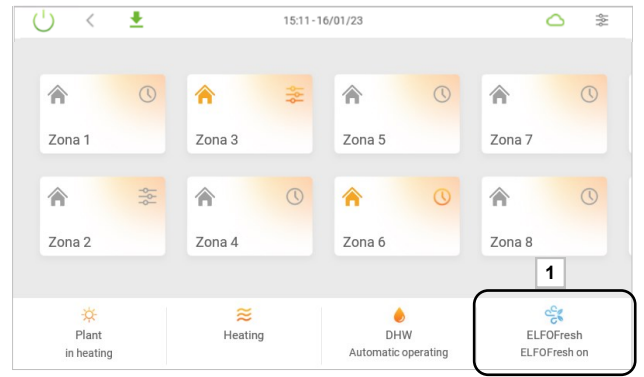 15:11-16/01/23
Zona 1
Zona 3
Zona 5
Zona 7
Zona 2
Zona 4
Zona 6
Zona 8
1
Plant
in heating
Heating
DHW
Automatic operating
ELFOFresh
ELFOFresh on